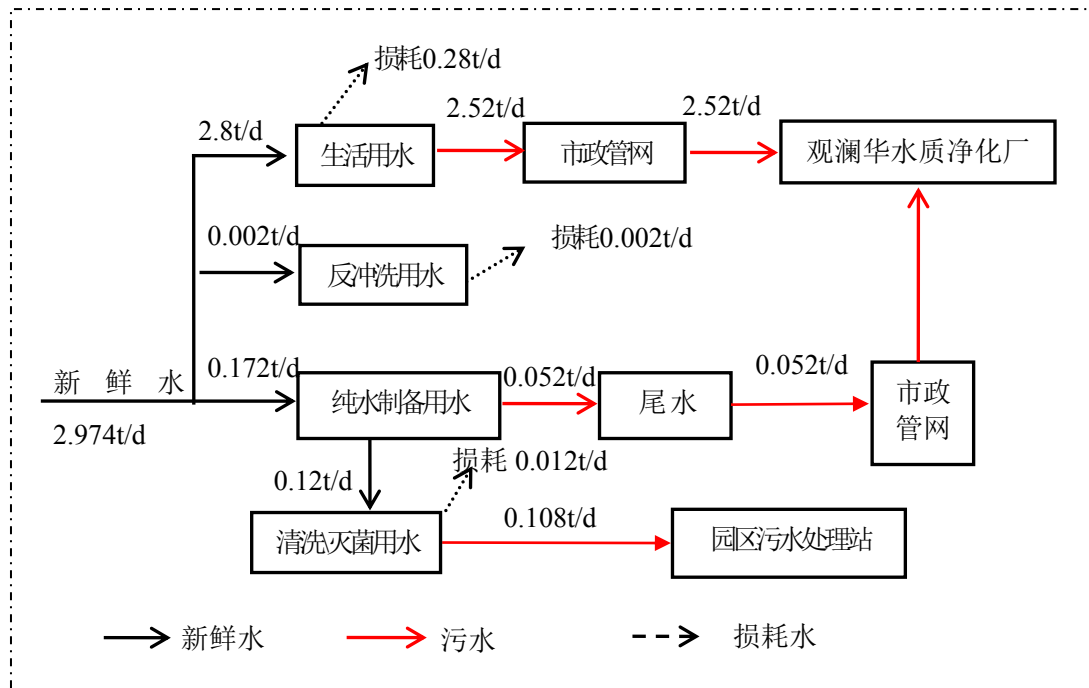 损耗0.28t/d
2.8t/d
2.52t/d
2.52t/d
生活用水
市政管网
观澜华水质净化厂
0.002t/d
损耗0.002t/d
反冲洗用水
新 鲜 水
0.172t/d
0.052t/d
0.052t/d
2.974t/d
纯水制备用水
尾水
市政
管网
0.12t/d
损耗 0.012t/d
清洗\灭菌用水
0.108t/d
园区污水处理站
新鲜水
污水
损耗水